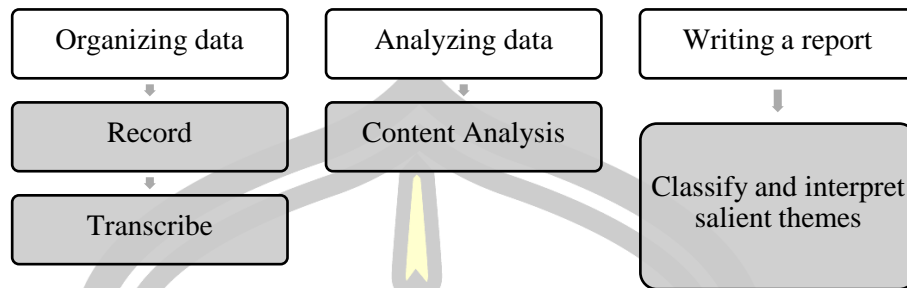 Organizing data
Record
Transcribe
Analyzing data
Content Analysis
Writing a report
Classify and interpret
salient themes